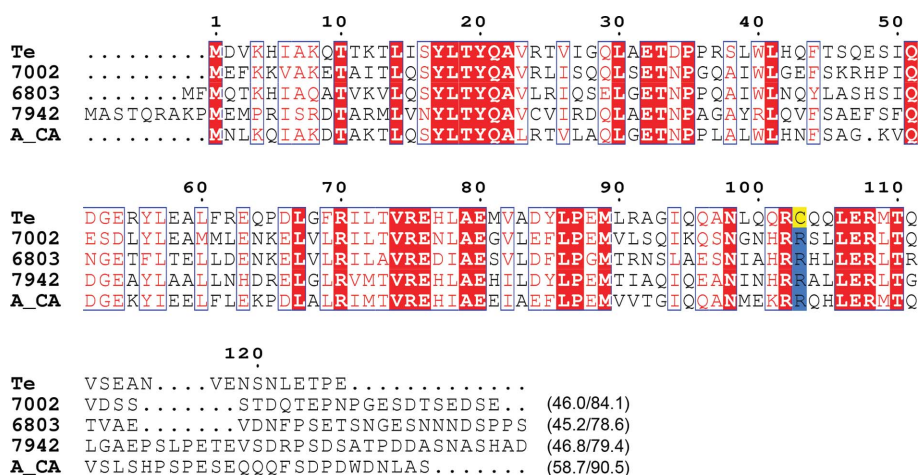 1 10 20 30 40 50
Te .........MDVKHIAKQTTKTLISYLTYQAVRTVIGQLAETDPPRSLWLHQFTSQESIQ
7002 .........MEFKKVAKETAITLQSYLTYQAVRLISQQLSETNPGQAIWLGEFSKRHPIQ
6803 .......MFMQTKHIAQATVKVLQSYLTYQAVLRIQSELGETNPPQAIWLNQYLASHSIQ
7942 MASTQRAKPMEMPRISRDTARMLVNYLTYQAVCVIRDQLAETNPAGAYRLQVFSAEFSFQ
A_CA .........MNLKQIAKDTAKTLQSYLTYQALRTVLAQLGETNPPLALWLHNFSAG.KVQ
60 70 80 90 100 110
Te DGERYLEALFREQPDLGFRILTVREHLAEMVADYLPEMLRAGIQQANLQQRCQQLERMTQ
7002 ESDLYLEAMMLENKELVLRILTVRENLAEGVLEFLPEMVLSQIKQSNGNHRRSLLERLTQ
6803 NGETFLTELLDENKELVLRILAVREDIAESVLDFLPGMTRNSLAESNIAHRRHLLERLTR
7942 DGEAYLAALLNHDRELGLRVMTVREHLAENVLEYLPEMTIAQIQEANINHRRALLERLTG
A_CA DGEKYIEELFLEKPDLALRIMTVREHIAEEIAEFLPEMVVTGIQQANMEKRRQHLERMTQ
120
Te VSEAN....VENSNLETPE.............
7002 VDSS.......STDQTEPNPGESDTSEDSE.. (46.0/84.1)
6803 TVAE.......VDNFPSETSNGESNNNDSPPS (45.2/78.6)
7942 LGAEPSLPETEVSDRPSDSATPDDASNASHAD (46.8/79.4)
A_CA VSLSHPSPESEQQQFSDPDWDNLAS....... (58.7/90.5)